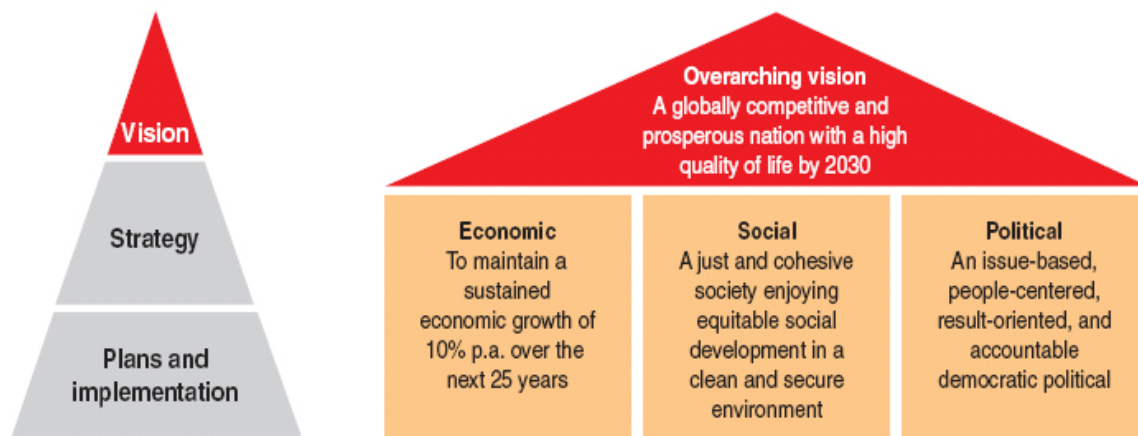 Vision
Strategy
Plans and
implementation
Overarching vision
A globally competitive and
prosperous nation with a high
quality of life by 2030
Economic
To maintain a
sustained
economic growth of
10% p.a. over the
next 25 years
Social
A just and cohesive
society enjoying
equitable social
development in a
clean and secure
environment
Political
An issue-based,
people-centered,
result-oriented, and
accountable
democratic political